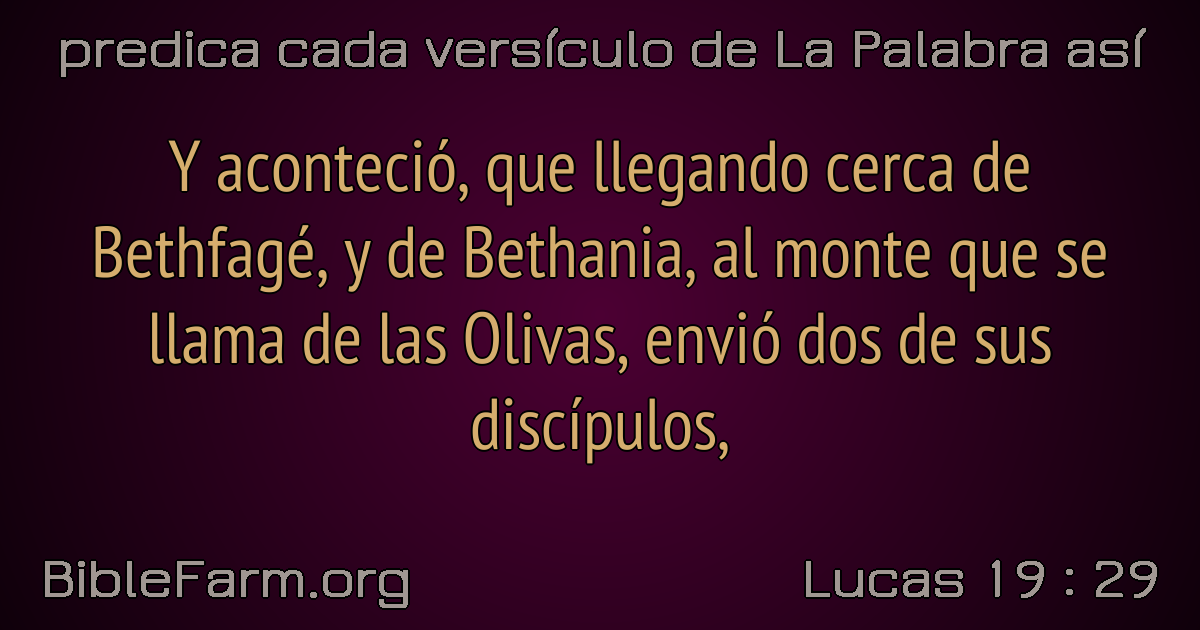 predica cada versículo de La Palabra así
Y aconteció, que llegando cerca de
Bethfagé, y de Bethania, al monte que se
llama de las Olivas, envió dos de sus
discípulos,
BibleFarm.org
Lucas 19 : 29